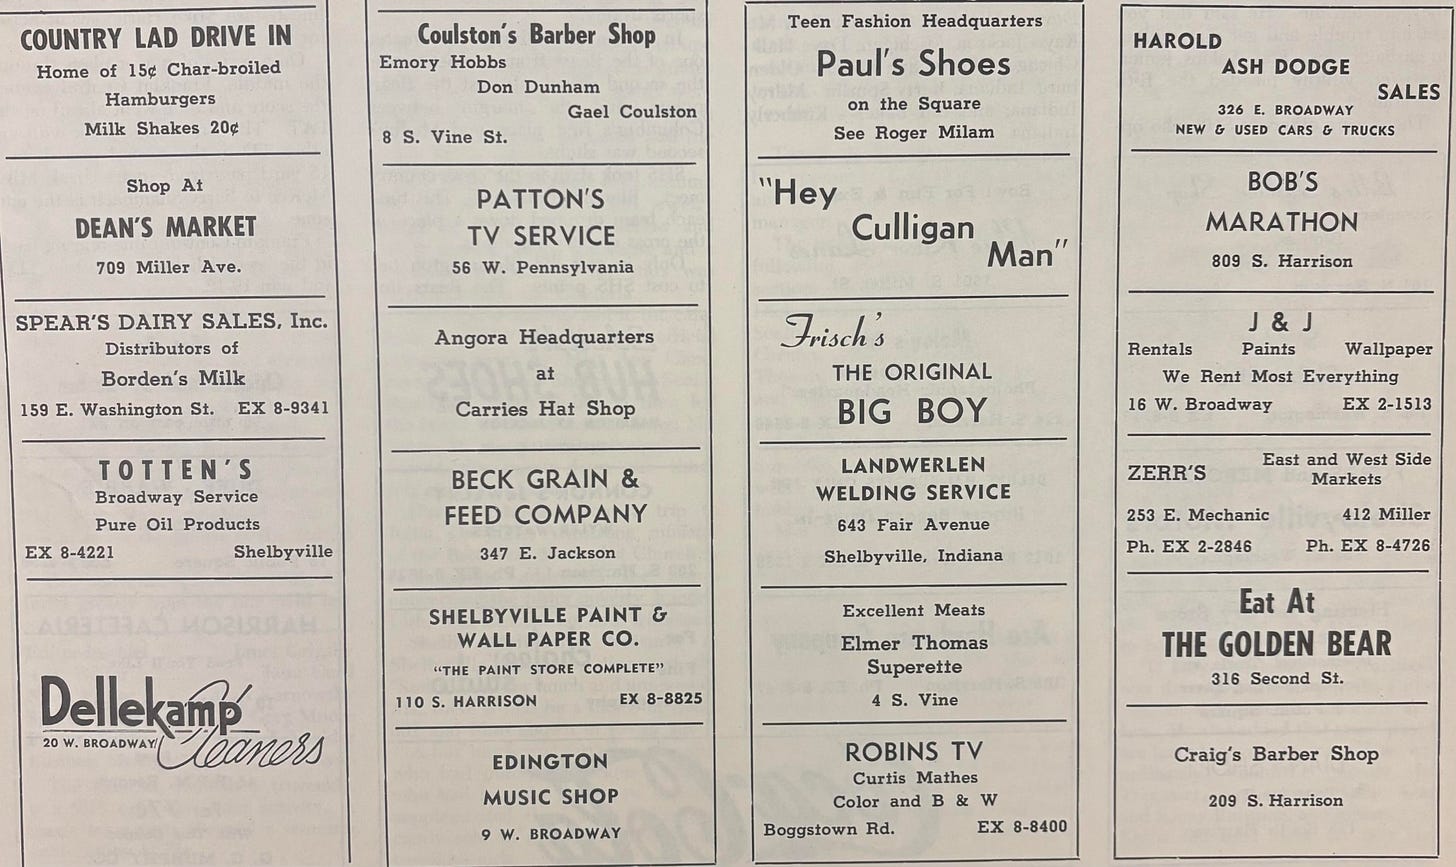 COUNTRY LAD DRIVE IN
Home of 15¢ Char-broiled
Hamburgers
Milk Shakes 20¢
Shop At
DEAN'S MARKET
709 Miller Ave.
SPEAR'S DAIRY SALES, Inc.
Distributors of
Borden's Milk
159 E. Washington St. EX 8-9341
TOTTEN'S
Broadway Service
Pure Oil Products
EX 8-4221 Shelbyville
Dellekamp
20 W. BROADWAY Cleaners
Coulston's Barber Shop
Emory Hobbs
Don Dunham
Gael Coulston
8 S. Vine St.
PATTON'S
TV SERVICE
56 W. Pennsylvania
Angora Headquarters
at
Carries Hat Shop
BECK GRAIN &
FEED COMPANY
347 E. Jackson
SHELBYVILLE PAINT &
WALL PAPER CO.
"THE PAINT STORE COMPLETE"
110 S. HARRISON EX 8-8825
EDINGTON
MUSIC SHOP
9 W. BROADWAY
Teen Fashion Headquarters
Paul's Shoes
on the Square
See Roger Milam
"Hey
Culligan
Man"
Frisch's
THE ORIGINAL
BIG BOY
LANDWERLEN
WELDING SERVICE
643 Fair Avenue
Shelbyville, Indiana
Excellent Meats
Elmer Thomas
Superette
4 S. Vine
ROBINS TV
Curtis Mathes
Color and B & W
Boggstown Rd. EX 8-8400
HAROLD
ASH DODGE
SALES
326 E. BROADWAY
NEW & USED CARS & TRUCKS
BOB'S
MARATHON
809 S. Harrison
J & J
Rentals Paints Wallpaper
We Rent Most Everything
16 W. Broadway EX 2-1513
ZERR'S East and West Side
Markets
253 E. Mechanic 412 Miller
Ph. EX 2-2846 Ph. EX 8-4726
Eat At
THE GOLDEN BEAR
316 Second St.
Craig's Barber Shop
209 S. Harrison